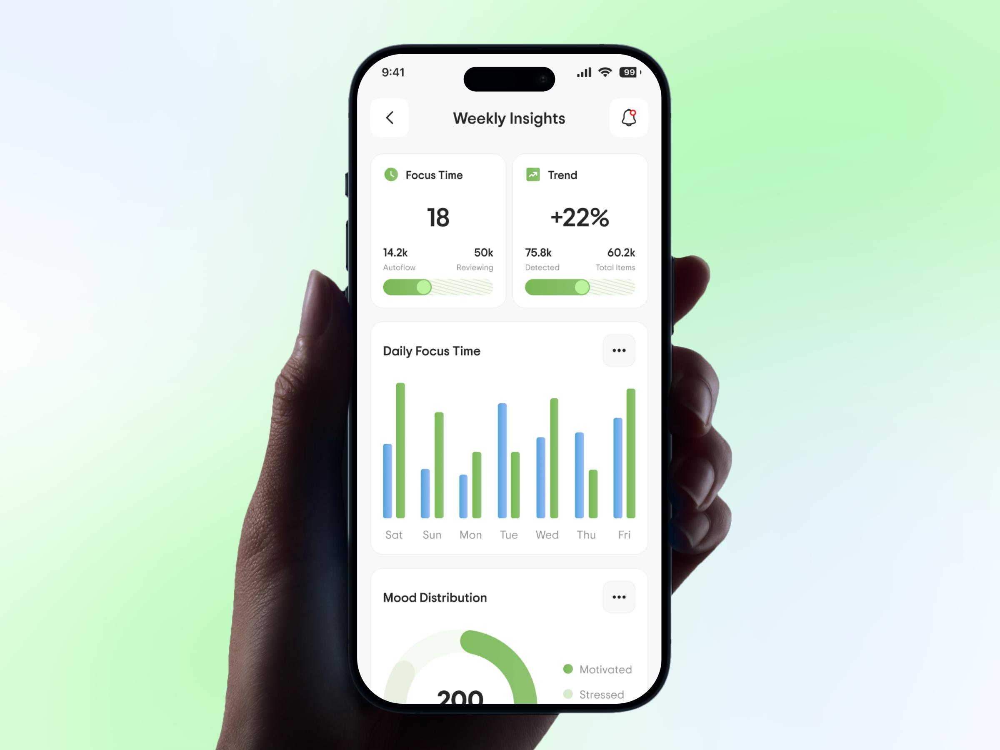 9:41
99
Weekly Insights
Focus Time
Trend
18
+22%
14.2k 50k
Autoflow Reviewing
75.8k 60.2k
Detected Total Items
Daily Focus Time
Sat Sun Mon Tue Wed Thu Fri
Mood Distribution
200
Motivated
Stressed